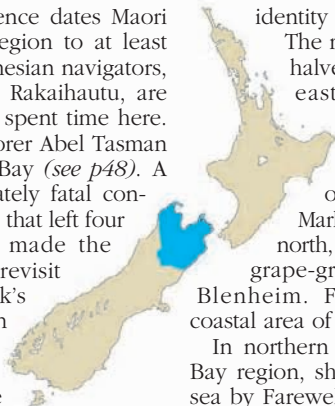 ence dates Maori
egion to at least
nesian navigators,
Rakaihautu, are
spent time here.
orer Abel Tasman
Bay (see p48). A
ately fatal con-
that left four
made the
revisit
k's
n
e
identity
The r
halve
east
o
Marl
north,
grape-gr
Blenheim. F
coastal area of
In northern
Bay region, sh
sea by Farewel